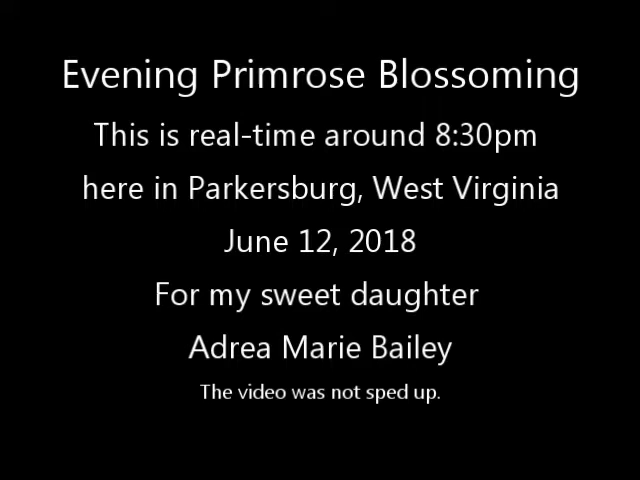 Evening Primrose Blossoming
This is real-time around 8:30pm
here in Parkersburg, West Virginia
June 12, 2018
For my sweet daughter
Adrea Marie Bailey
The video was not sped up.